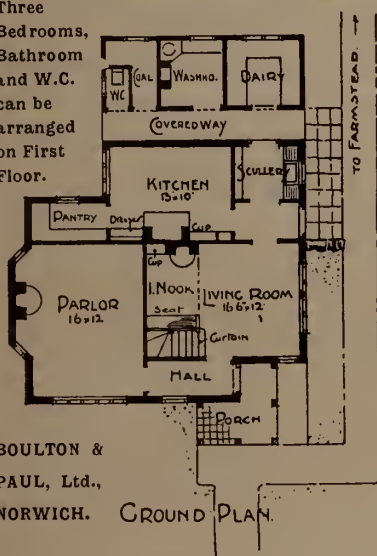 Three
Bedrooms,
Bathroom
and W.C.
can be
arranged
on First
Floor.
WC
COAL
WASHHO.
DAIRY
TO FARMSTEAD.
COVERED WAY
KITCHEN
13×10
SCULLERY
PANTRY
Dresser
Cup
Cup
PARLOR
16×12
I.NOOK
Seat
LIVING ROOM
16'6"×12'
Curtain
HALL
PORCH
BOULTON &
PAUL, Ltd.,
NORWICH.
GROUND PLAN.